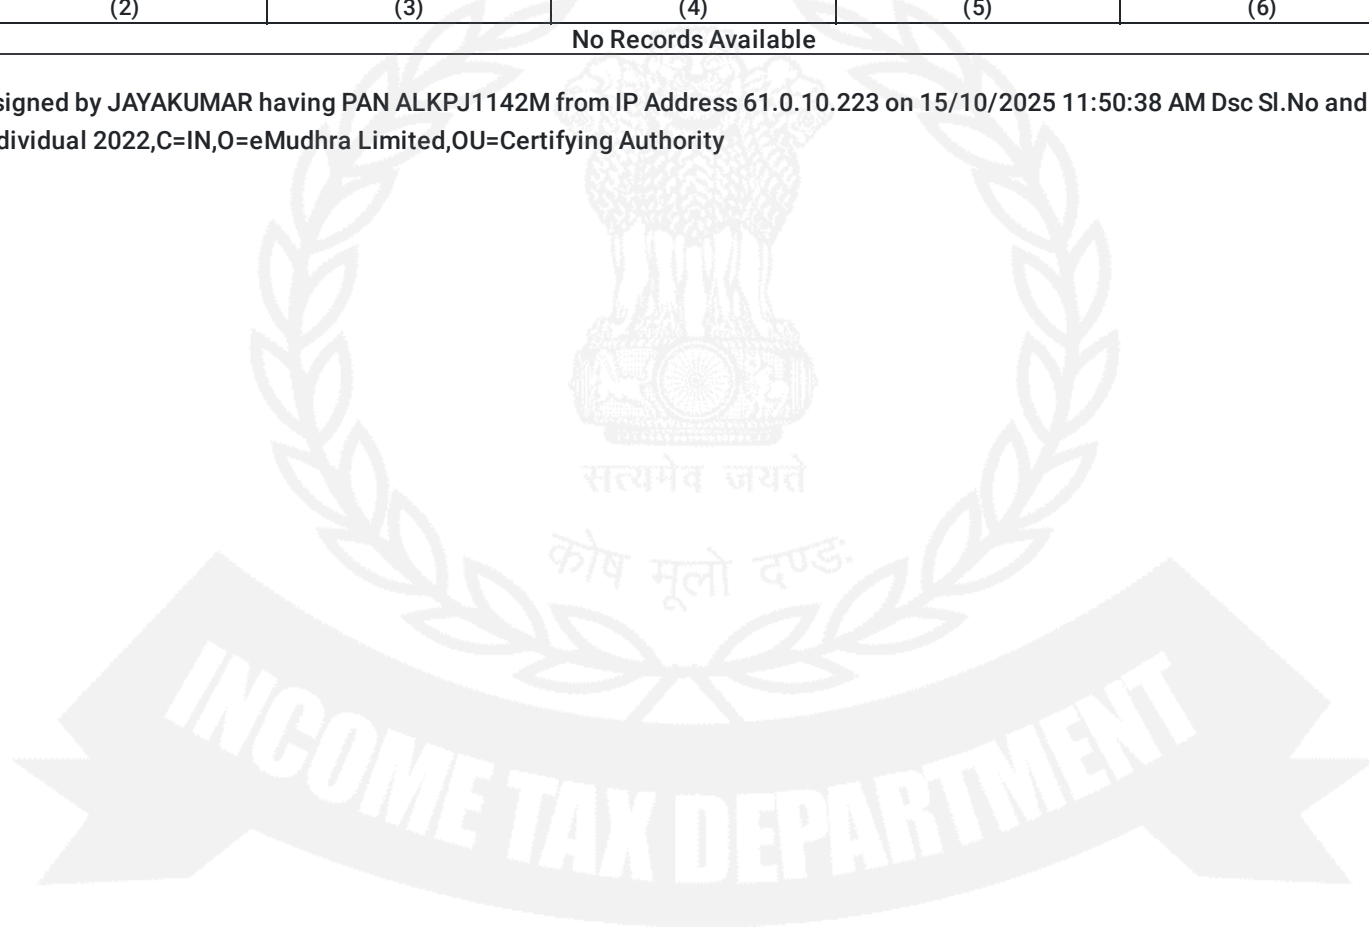 (2) (3) (4) (5) (6)
No Records Available
signed by JAYAKUMAR having PAN ALKPJ1142M from IP Address 61.0.10.223 on 15/10/2025 11:50:38 AM Dsc Sl.No and
dividual 2022,C=IN,O=eMudhra Limited,OU=Certifying Authority
सत्यमेव जयते
कोष मूलो दण्डः
INCOME TAX DEPARTMENT